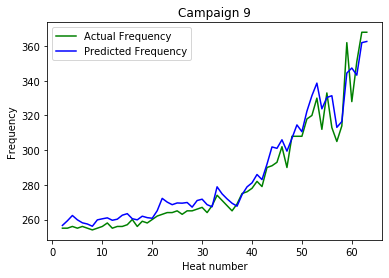 Campaign 9
Actual Frequency
Predicted Frequency
Frequency
360
340
320
300
280
260
0 10 20 30 40 50 60
Heat number